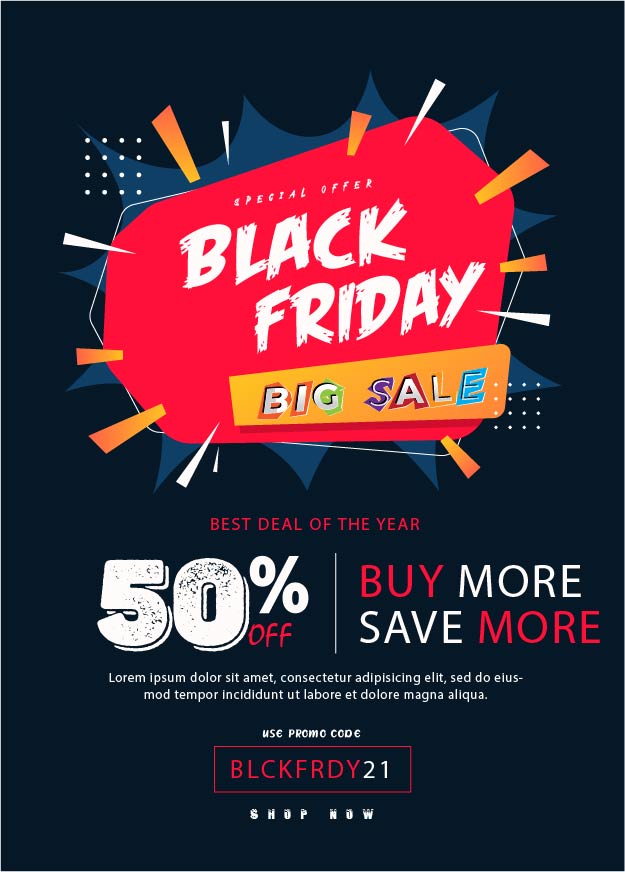 SPECIAL OFFER
BLACK
FRIDAY
BIG SALE
BEST DEAL OF THE YEAR
50% OFF
BUY MORE
SAVE MORE
Lorem ipsum dolor sit amet, consectetur adipisicing elit, sed do eius-
mod tempor incididunt ut labore et dolore magna aliqua.
USE PROMO CODE
BLCKFRDY21
SHOP NOW